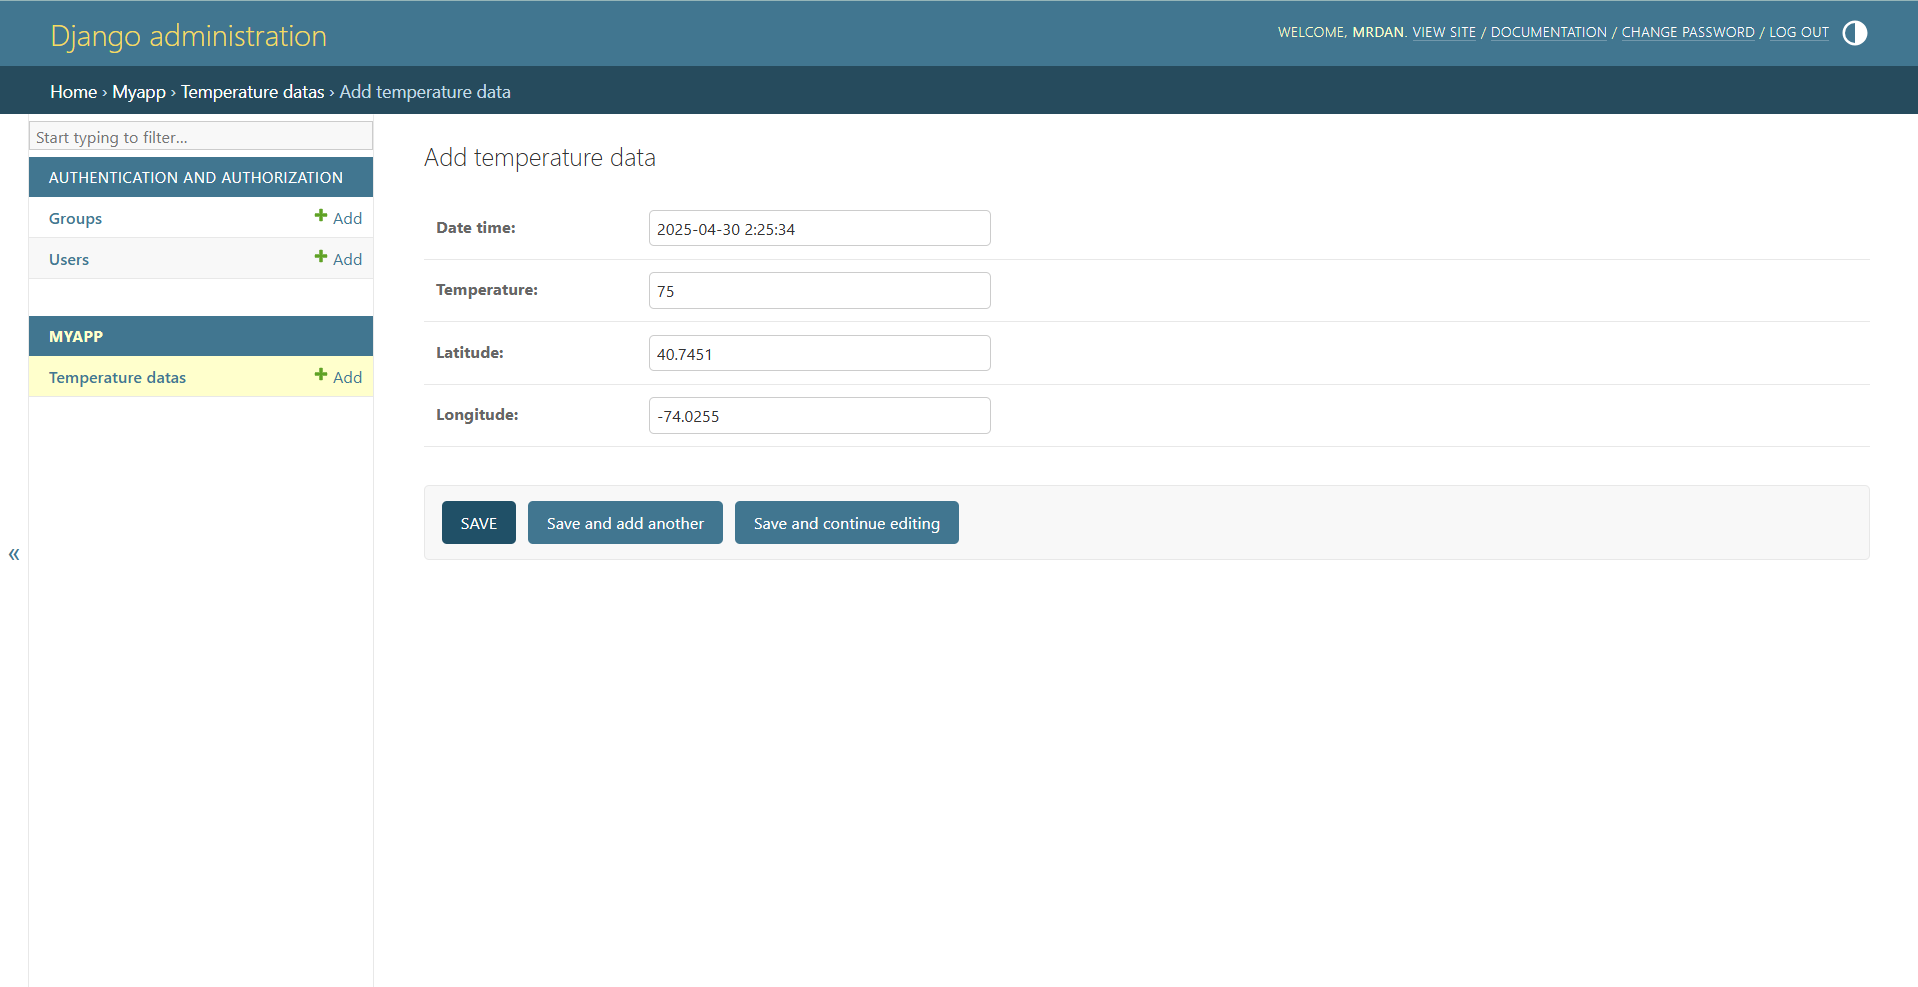 Django administration
WELCOME, MRDAN. VIEW SITE / DOCUMENTATION / CHANGE PASSWORD / LOG OUT
Home › Myapp › Temperature datas › Add temperature data
Start typing to filter...
AUTHENTICATION AND AUTHORIZATION
Groups Add
Users Add
MYAPP
Temperature datas Add
«
Add temperature data
Date time: 2025-04-30 2:25:34
Temperature: 75
Latitude: 40.7451
Longitude: -74.0255
SAVE Save and add another Save and continue editing